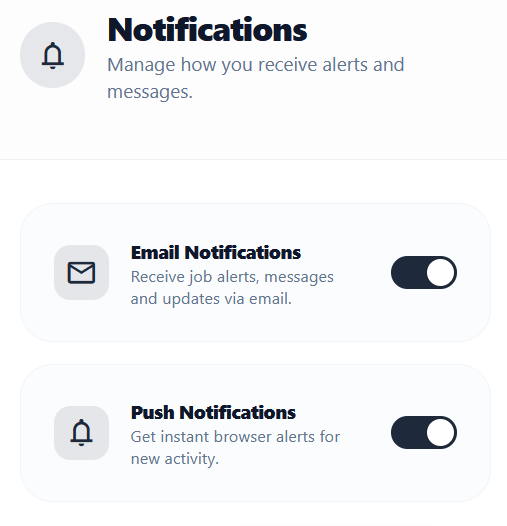 Notifications
Manage how you receive alerts and
messages.
Email Notifications
Receive job alerts, messages
and updates via email.
Push Notifications
Get instant browser alerts for
new activity.